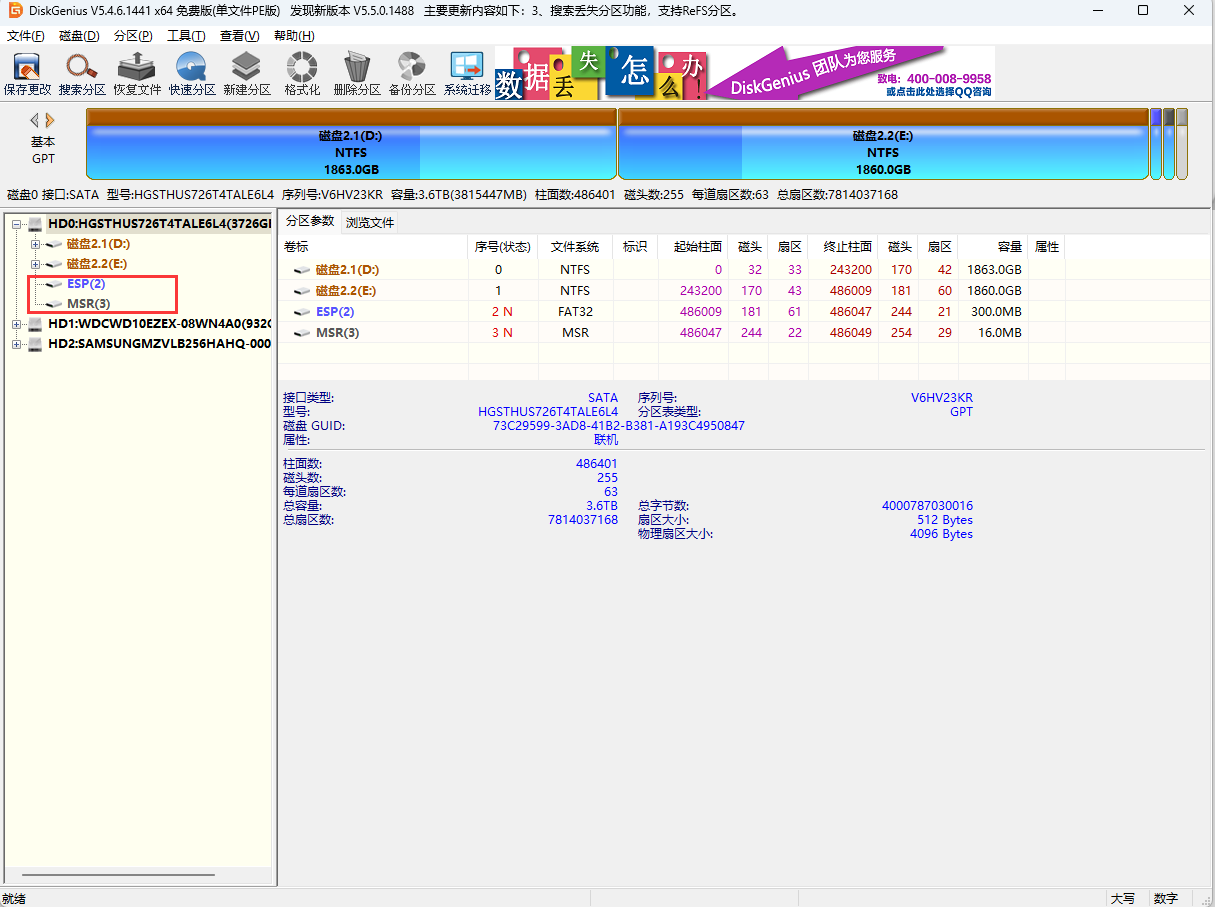 DiskGenius V5.4.6.1441 x64 免费版(单文件PE版) 发现新版本 V5.5.0.1488 主要更新内容如下：3、搜索丢失分区功能，支持ReFS分区。
文件(F) 磁盘(D) 分区(P) 工具(T) 查看(V) 帮助(H)
保存更改 搜索分区 恢复文件 快速分区 新建分区 格式化 删除分区 备份分区 系统迁移
数据丢失怎么办!
DiskGenius 团队为您服务
致电: 400-008-9958
或点击此处选择QQ咨询
基本
GPT
磁盘2.1(D:)
NTFS
1863.0GB
磁盘2.2(E:)
NTFS
1860.0GB
磁盘0 接口:SATA 型号:HGSTHUS726T4TALE6L4 序列号:V6HV23KR 容量:3.6TB(3815447MB) 柱面数:486401 磁头数:255 每道扇区数:63 总扇区数:7814037168
HD0:HGSTHUS726T4TALE6L4(3726GI
磁盘2.1(D:)
磁盘2.2(E:)
ESP(2)
MSR(3)
HD1:WDCWD10EZEX-08WN4A0(932G
HD2:SAMSUNGMZVLB256HAHQ-000
分区参数 浏览文件
卷标 序号(状态) 文件系统 标识 起始柱面 磁头 扇区 终止柱面 磁头 扇区 容量 属性
磁盘2.1(D:) 0 NTFS 0 32 33 243200 170 42 1863.0GB
磁盘2.2(E:) 1 NTFS 243200 170 43 486009 181 60 1860.0GB
ESP(2) 2 N FAT32 486009 181 61 486047 244 21 300.0MB
MSR(3) 3 N MSR 486047 244 22 486049 254 29 16.0MB
接口类型: SATA 序列号: V6HV23KR
型号: HGSTHUS726T4TALE6L4 分区表类型: GPT
磁盘 GUID: 73C29599-3AD8-41B2-B381-A193C4950847
属性: 联机
柱面数: 486401
磁头数: 255
每道扇区数: 63
总容量: 3.6TB 总字节数: 4000787030016
总扇区数: 7814037168 扇区大小: 512 Bytes
物理扇区大小: 4096 Bytes
就绪 大写 数字